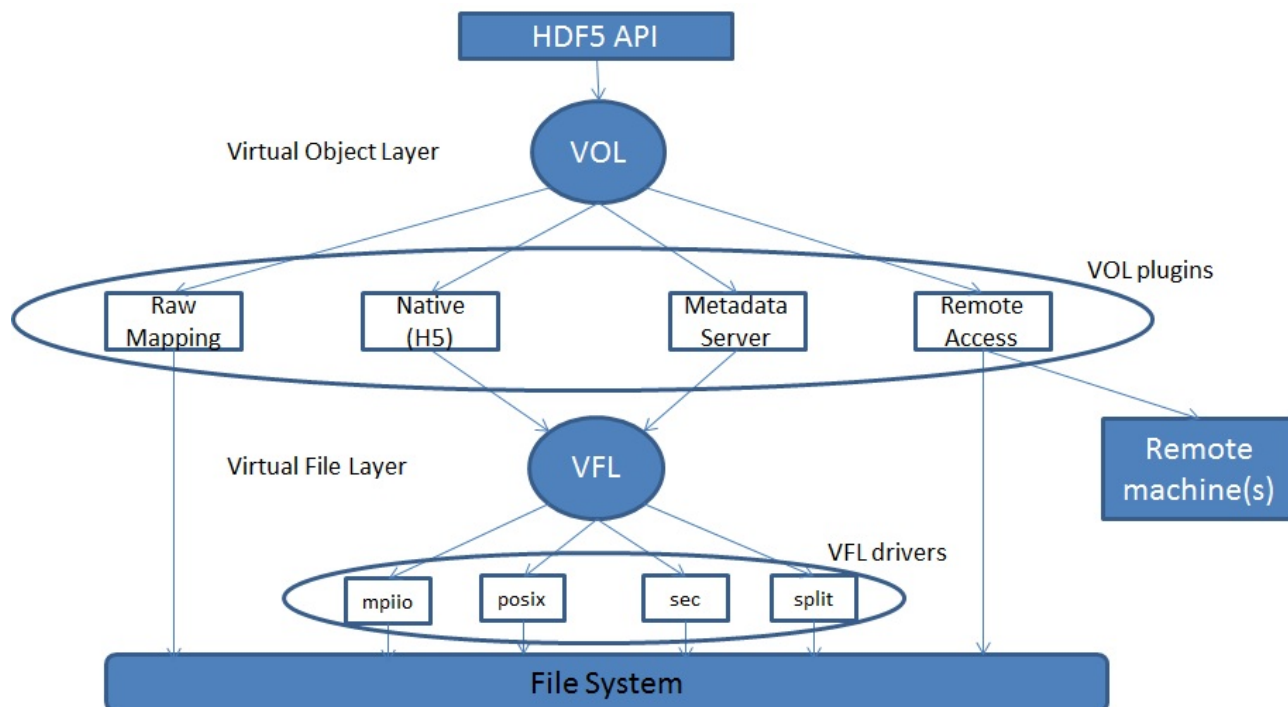 HDF5 API
Virtual Object Layer
VOL
VOL plugins
Raw
Mapping
Native
(H5)
Metadata
Server
Remote
Access
Virtual File Layer
VFL
Remote
machine(s)
VFL drivers
mpiio
posix
sec
split
File System